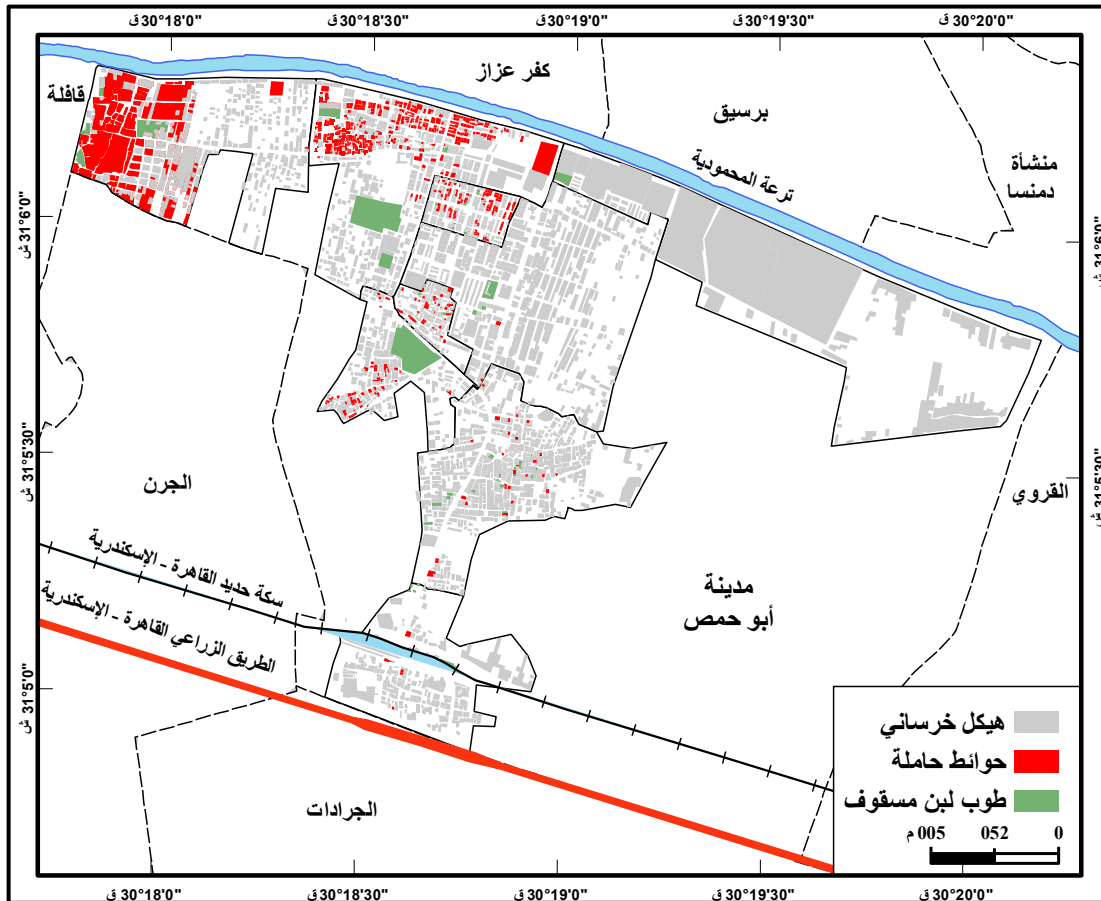 30°18'0" ق
30°18'30" ق
30°19'0" ق
30°19'30" ق
30°20'0" ق
كفر عزاز
قافلة
برسيق
منشأة
دمنسا
ترعة المحمودية
31°6'0" ش
31°6'0" ش
31°5'30" ش
31°5'30" ش
الجرن
القروي
سكة حديد القاهرة - الإسكندرية
الطريق الزراعي القاهرة - الإسكندرية
مدينة
أبو حمص
31°5'0" ش
31°5'0" ش
هيكل خرساني
حوائط حاملة
طوب لبن مسقوف
005 م
052
0
الجرادات
30°18'0" ق
30°18'30" ق
30°19'0" ق
30°19'30" ق
30°20'0" ق